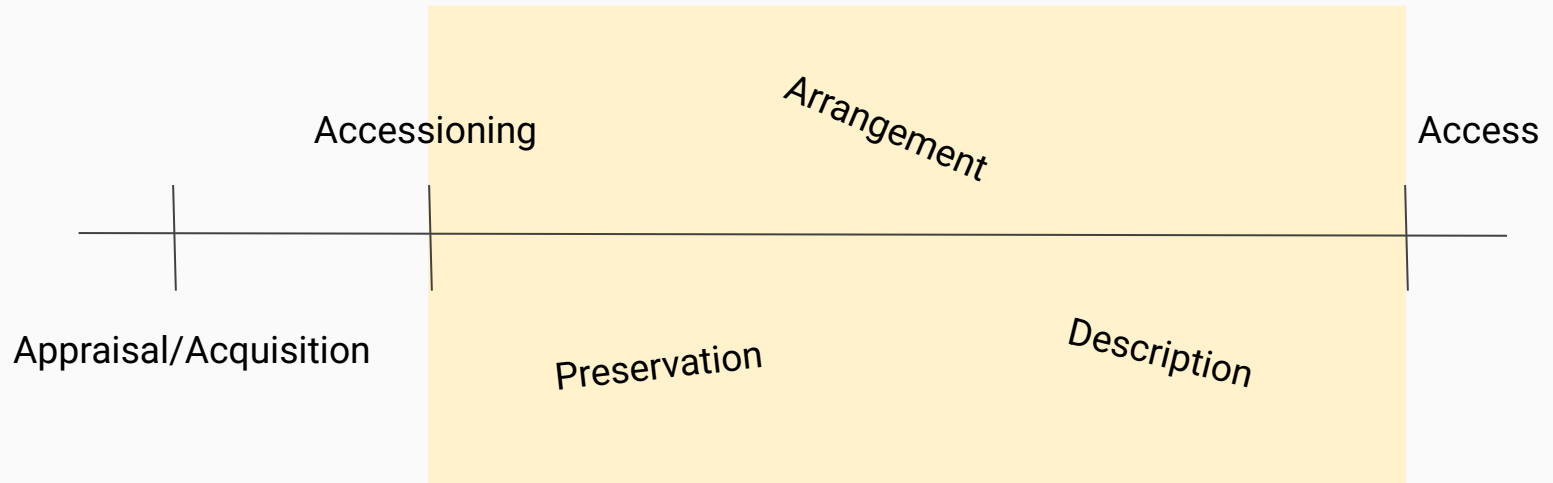 Arrangement
Accessioning
Access
Appraisal/Acquisition
Preservation
Description